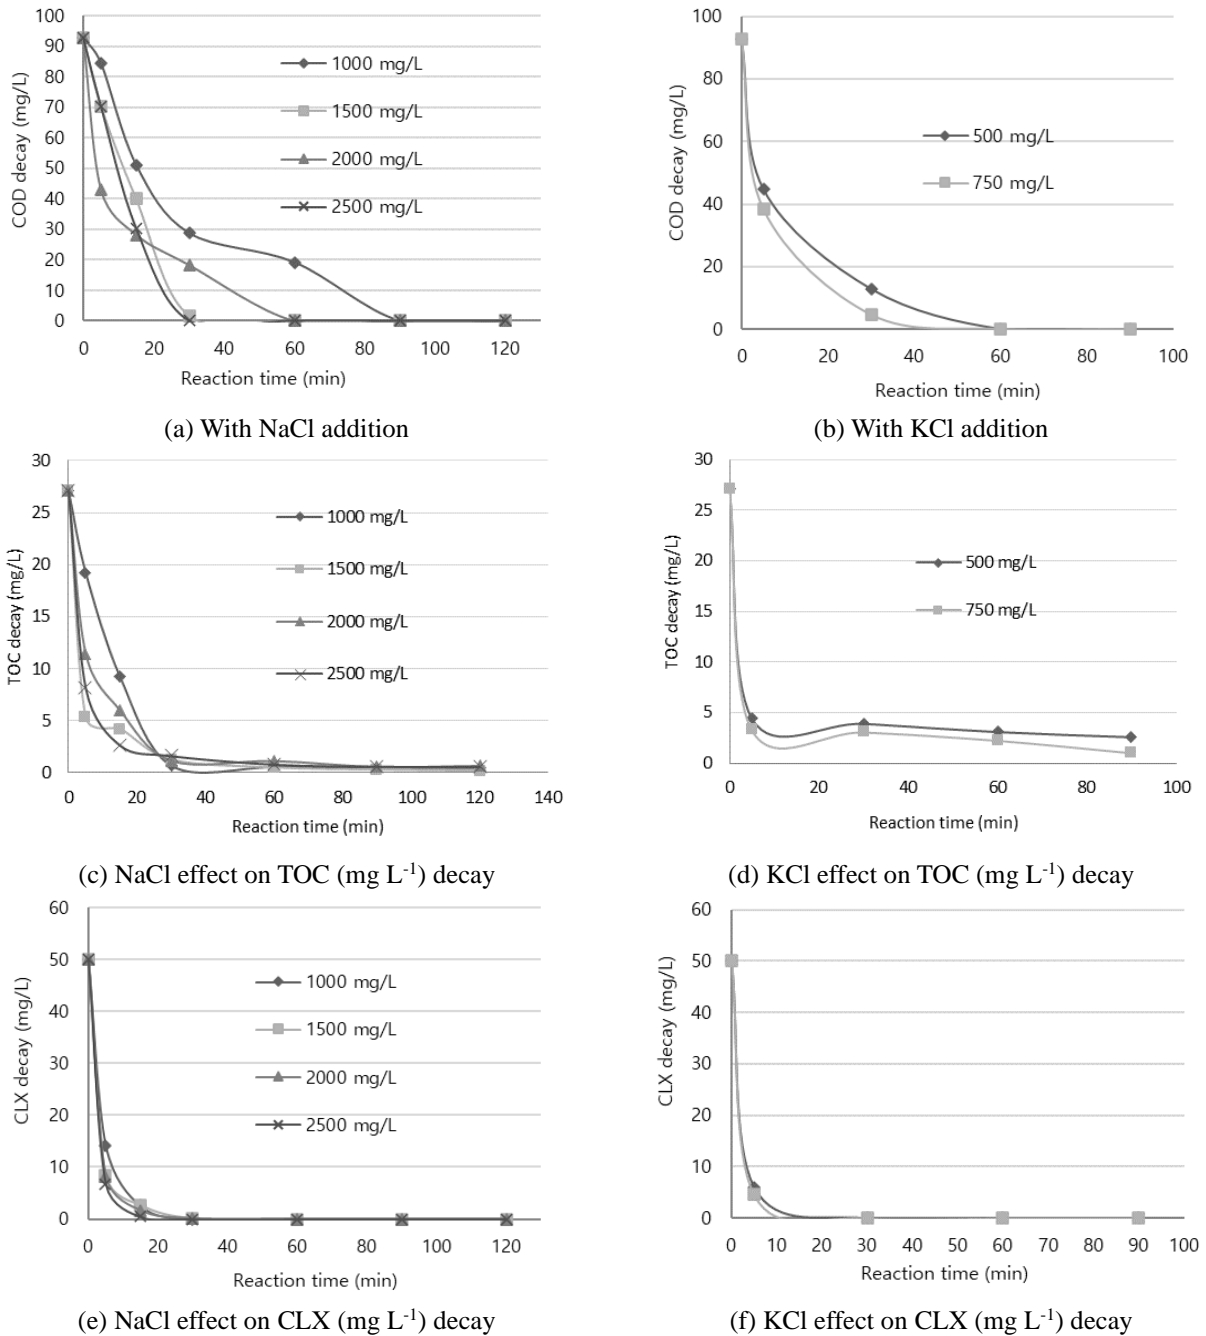 100
90
80
70
60
50
40
30
20
10
0
COD decay (mg/L)
1000 mg/L
1500 mg/L
2000 mg/L
2500 mg/L
0 20 40 60 80 100 120
Reaction time (min)
(a) With NaCl addition
100
80
60
40
20
0
COD decay (mg/L)
500 mg/L
750 mg/L
0 20 40 60 80 100
Reaction time (min)
(b) With KCl addition
30
25
20
15
10
5
0
TOC decay (mg/L)
1000 mg/L
1500 mg/L
2000 mg/L
2500 mg/L
0 20 40 60 80 100 120 140
Reaction time (min)
(c) NaCl effect on TOC (mg L-1) decay
30
25
20
15
10
5
0
TOC decay (mg/L)
500 mg/L
750 mg/L
0 20 40 60 80 100
Reaction time (min)
(d) KCl effect on TOC (mg L-1) decay
60
50
40
30
20
10
0
CLX decay (mg/L)
1000 mg/L
1500 mg/L
2000 mg/L
2500 mg/L
0 20 40 60 80 100 120
Reaction time (min)
(e) NaCl effect on CLX (mg L-1) decay
60
50
40
30
20
10
0
CLX decay (mg/L)
0 10 20 30 40 50 60 70 80 90 100
Reaction time (min)
(f) KCl effect on CLX (mg L-1) decay